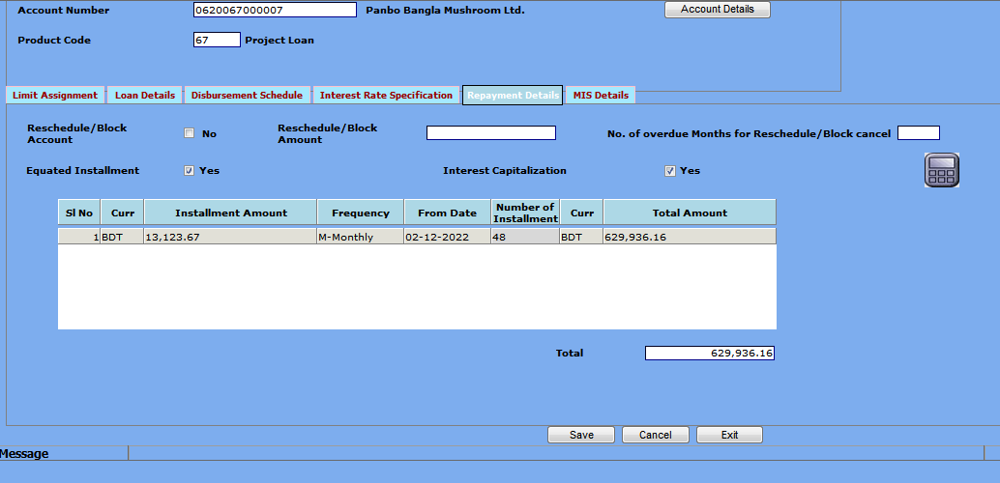 Account Number 0620067000007 Panbo Bangla Mushroom Ltd. Account Details
Product Code 67 Project Loan
Limit Assignment Loan Details Disbursement Schedule Interest Rate Specification Repayment Details MIS Details
Reschedule/Block Account No Reschedule/Block Amount No. of overdue Months for Reschedule/Block cancel
Equated Installment Yes Interest Capitalization Yes
Sl No Curr Installment Amount Frequency From Date Number of Installment Curr Total Amount
1 BDT 13,123.67 M-Monthly 02-12-2022 48 BDT 629,936.16
Total 629,936.16
Save Cancel Exit
Message